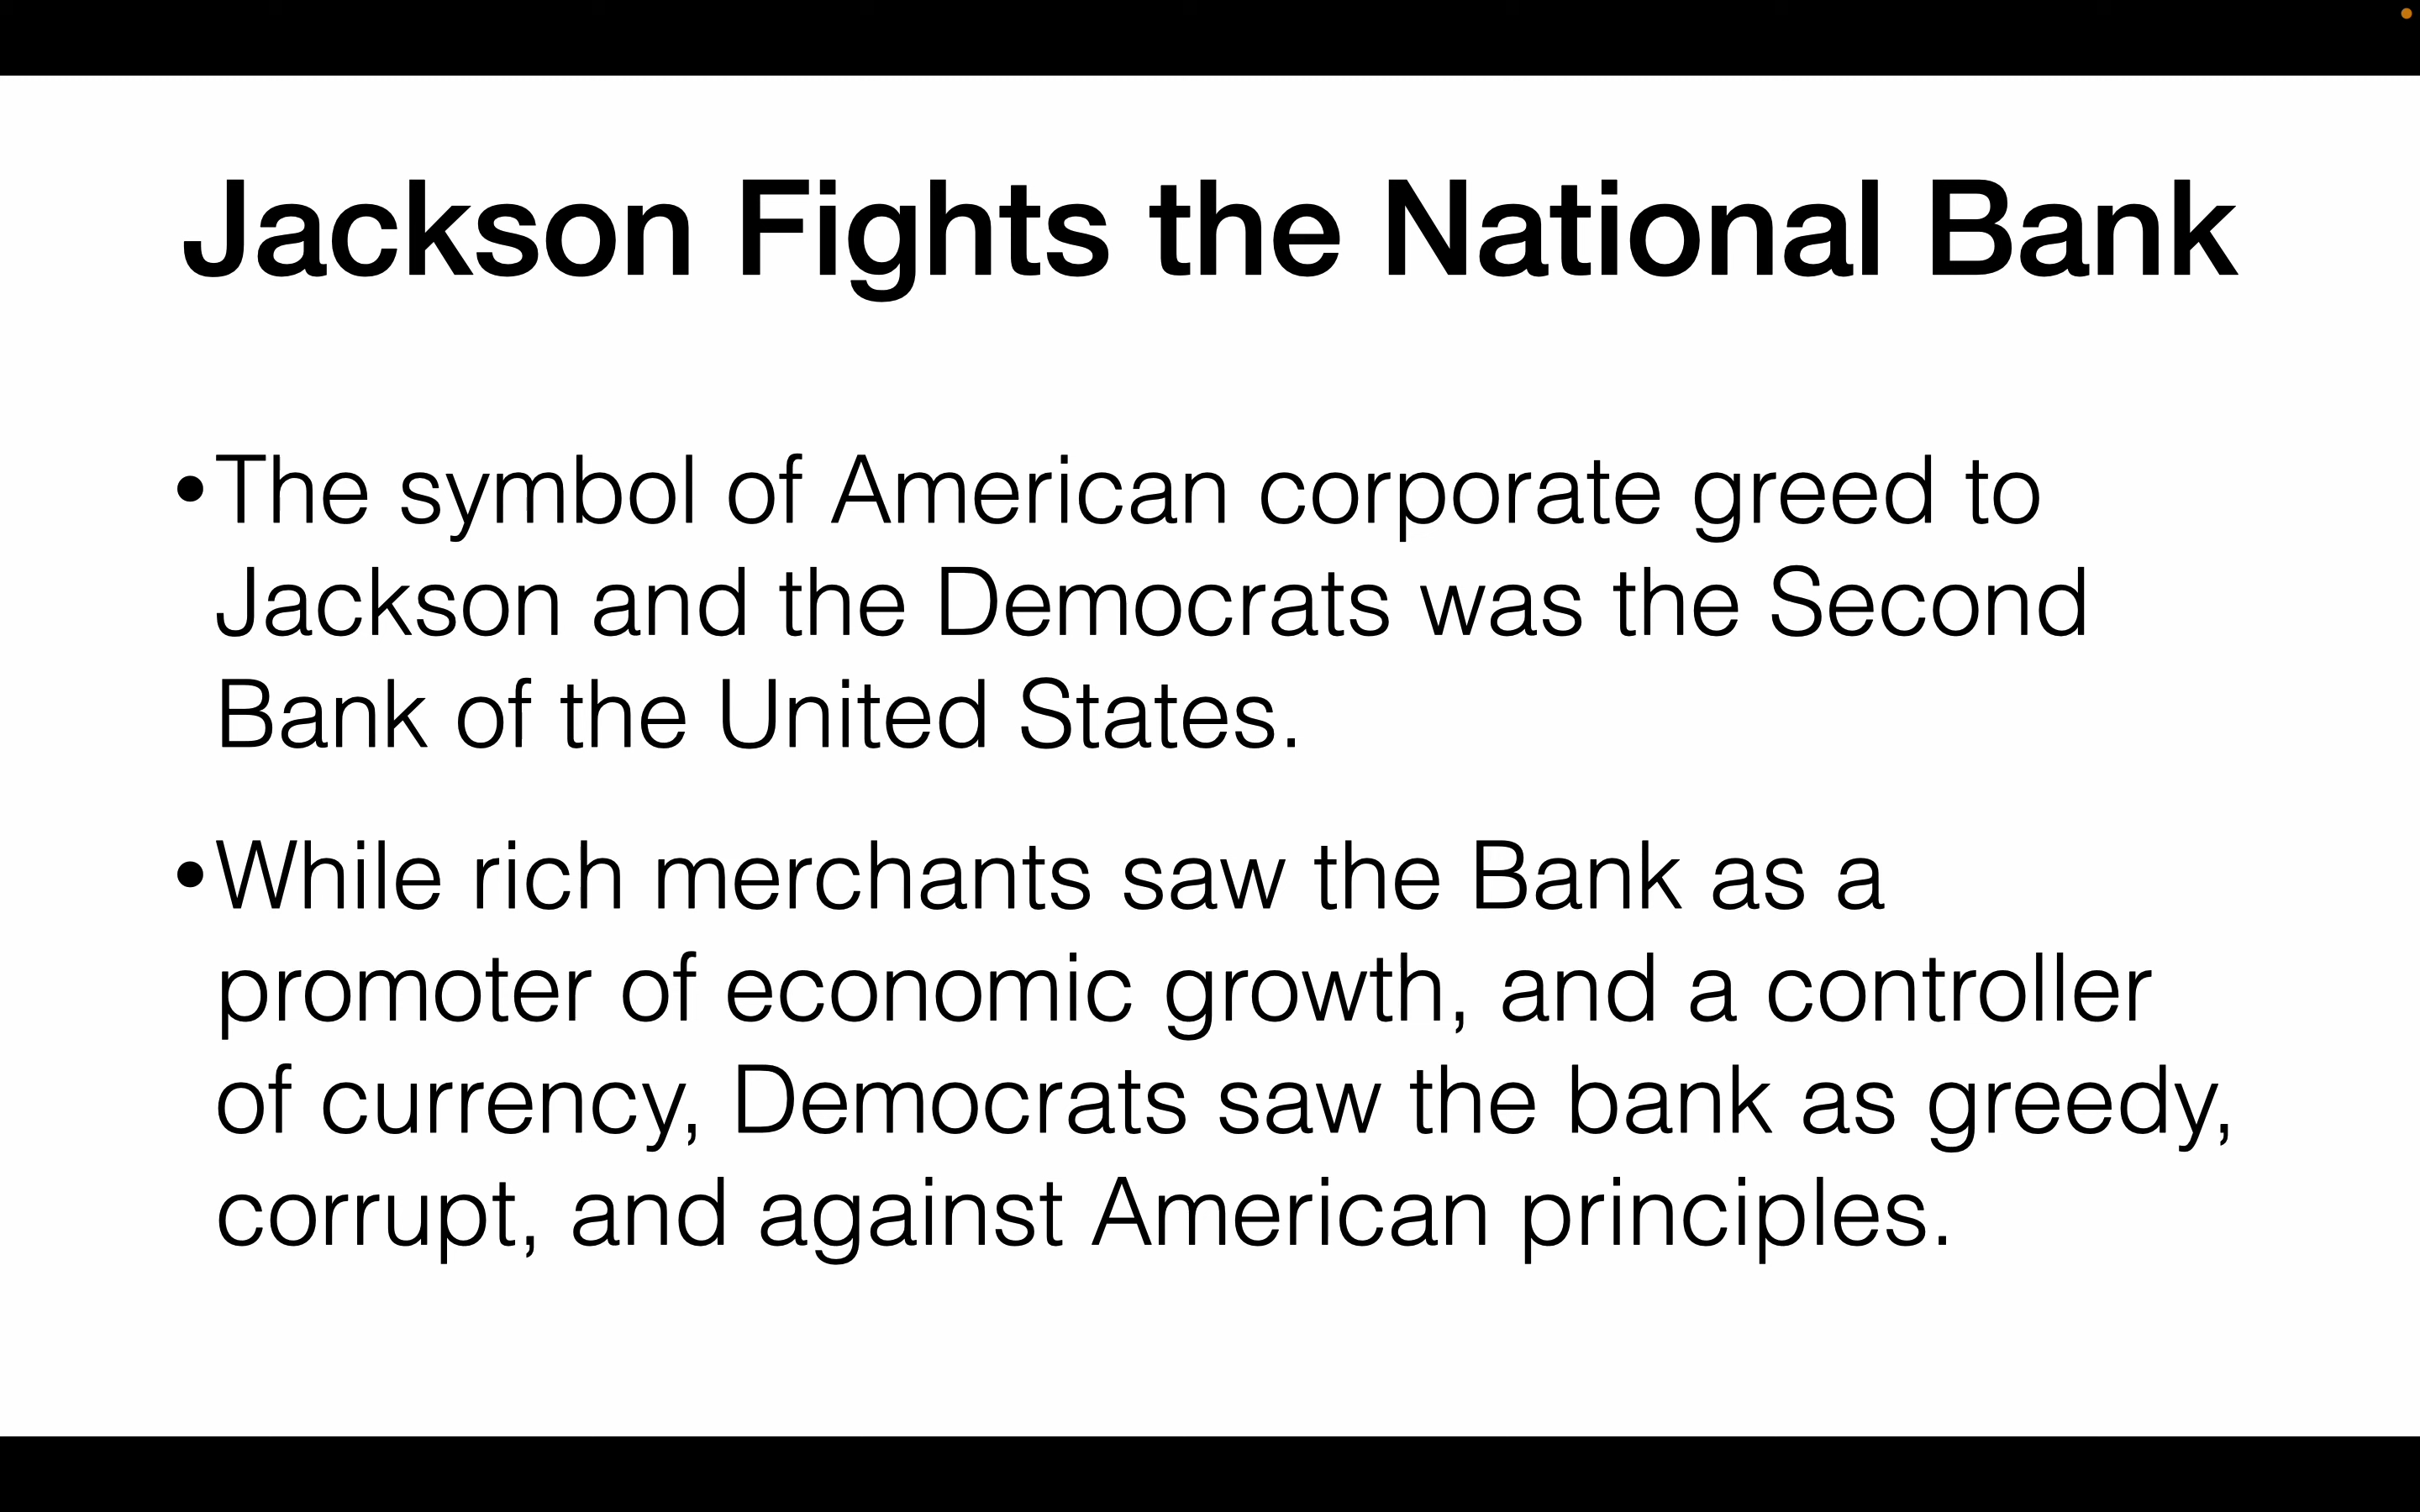 Jackson Fights the National Bank
•The symbol of American corporate greed to
Jackson and the Democrats was the Second
Bank of the United States.
•While rich merchants saw the Bank as a
promoter of economic growth, and a controller
of currency, Democrats saw the bank as greedy,
corrupt, and against American principles.